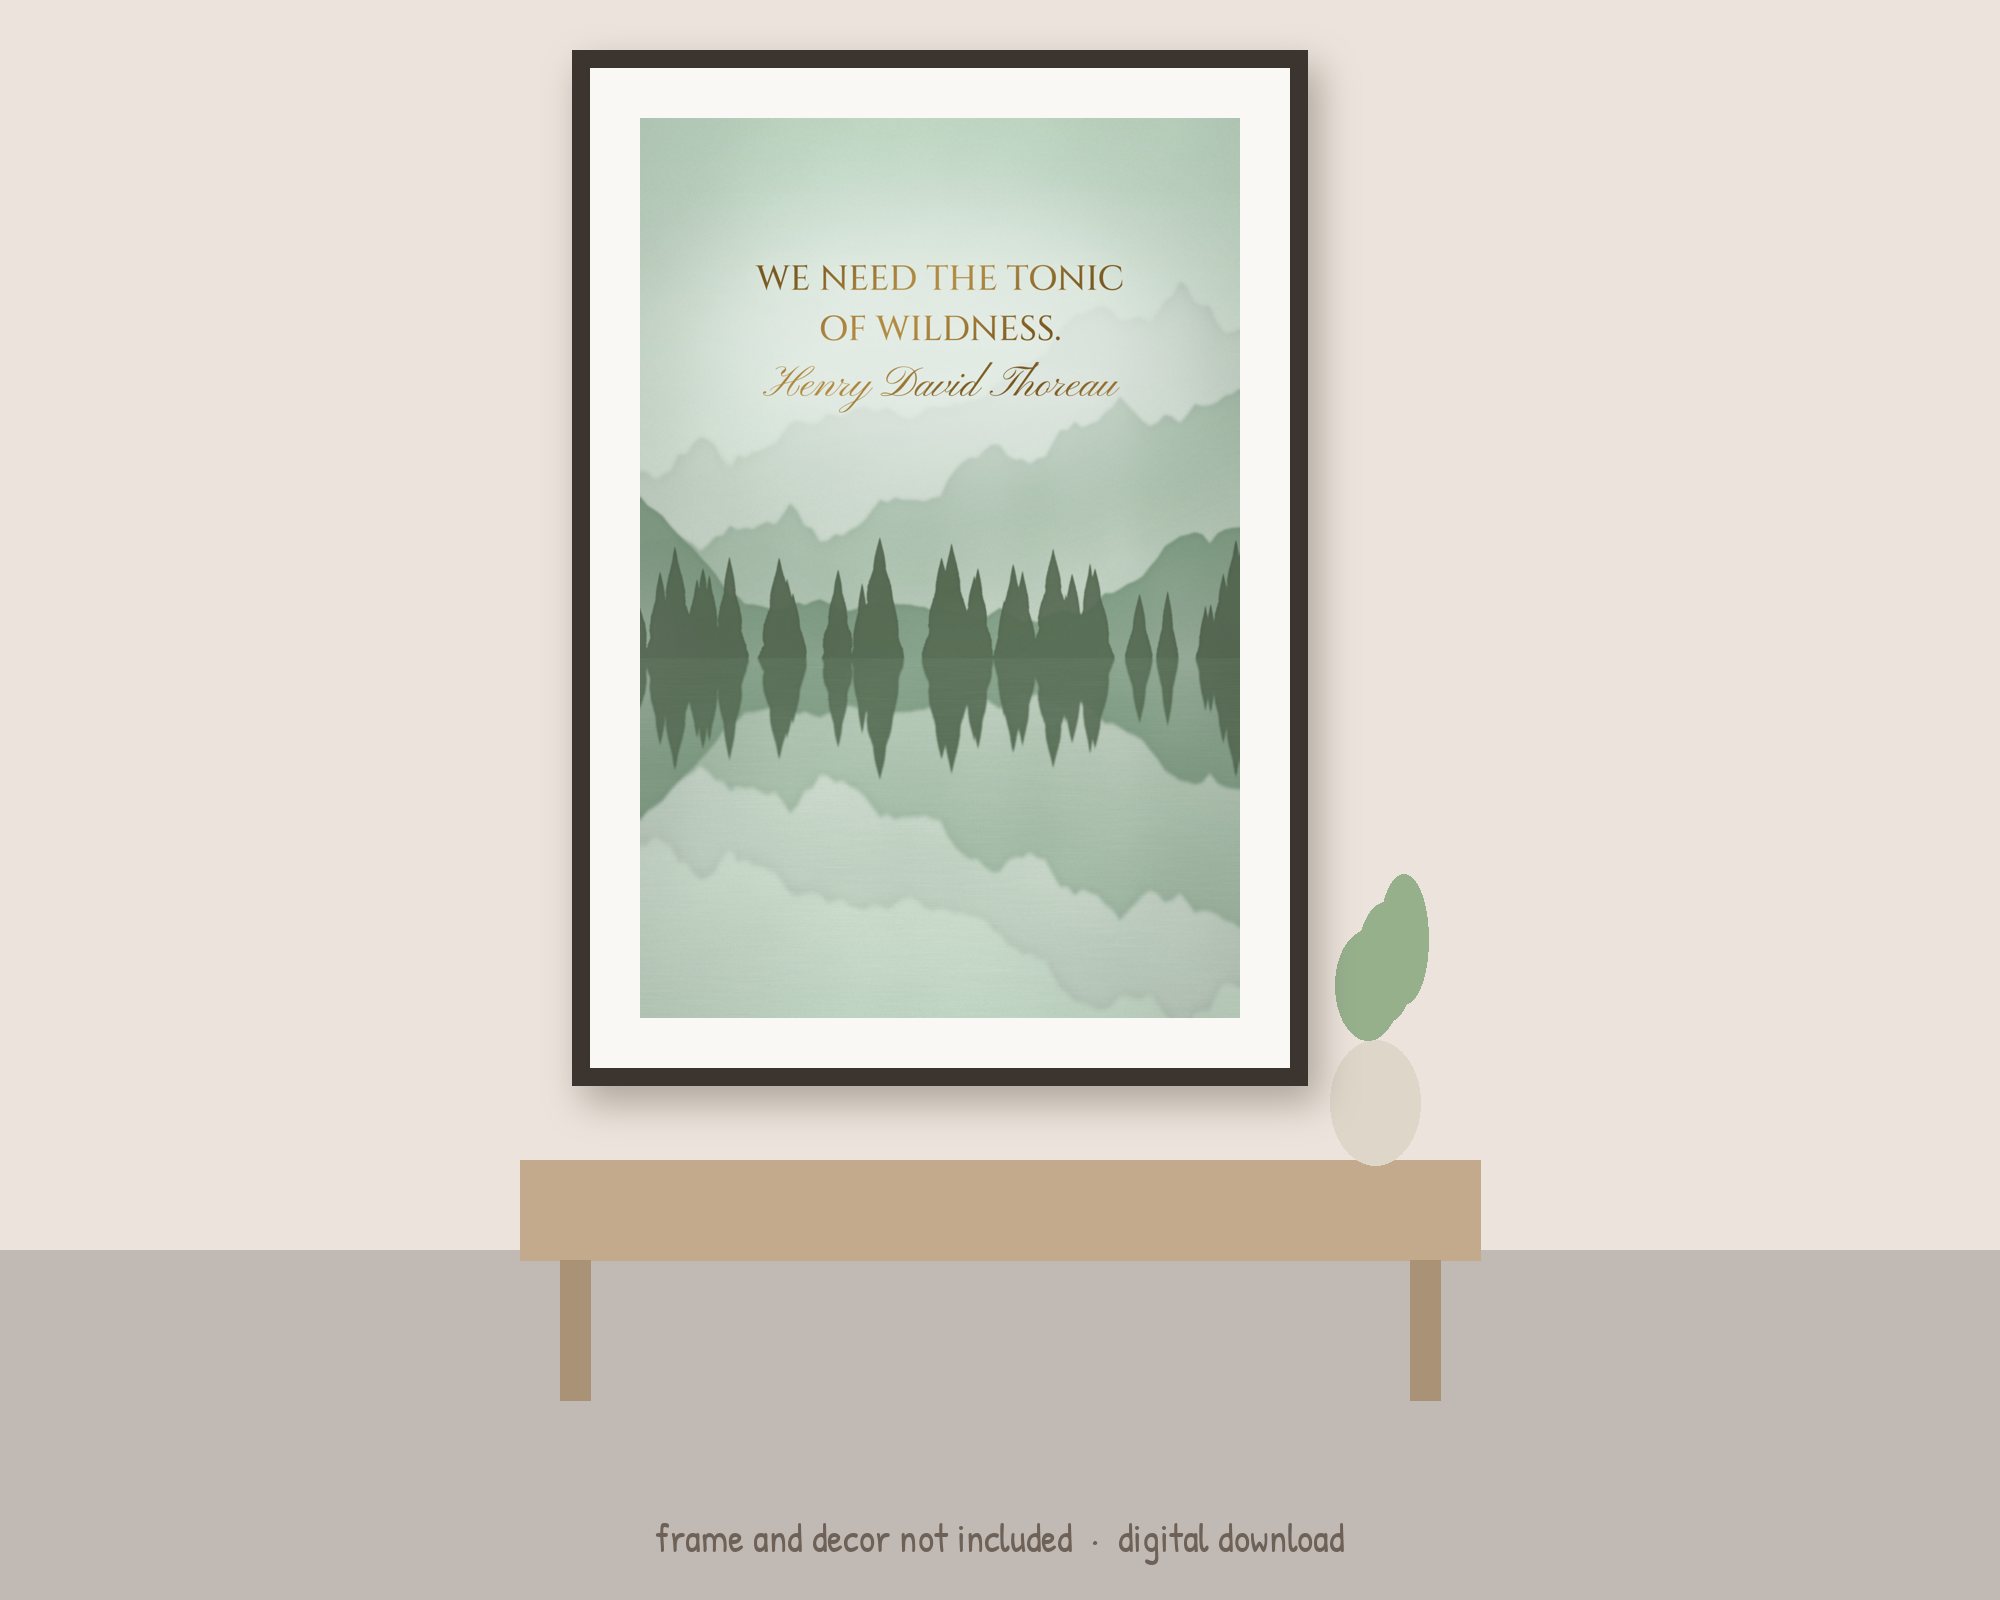 WE NEED THE TONIC
OF WILDNESS.
Henry David Thoreau
frame and decor not included · digital download